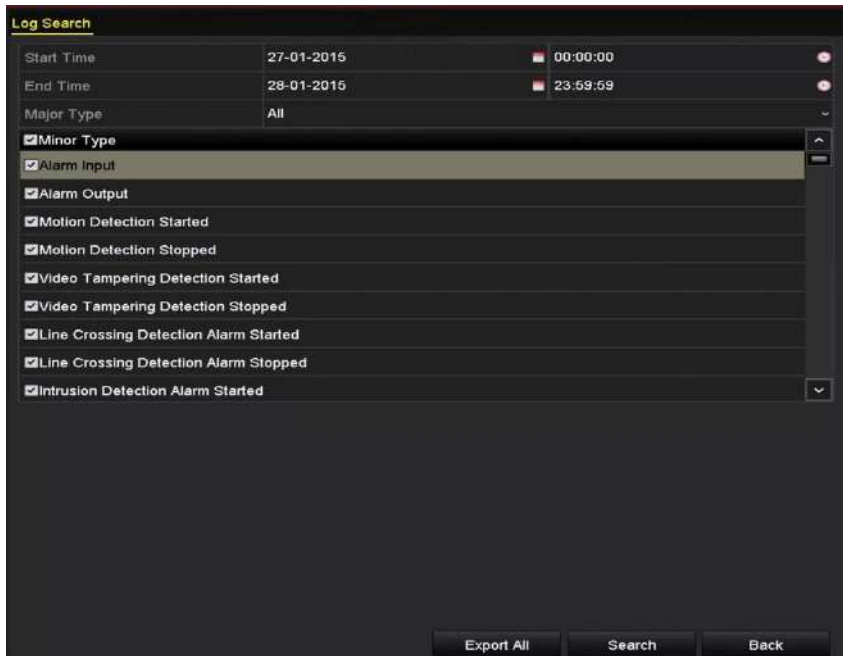 Log Search
Start Time 27-01-2015 00:00:00
End Time 28-01-2015 23:59:59
Major Type All
Minor Type
Alarm Input
Alarm Output
Motion Detection Started
Motion Detection Stopped
Video Tampering Detection Started
Video Tampering Detection Stopped
Line Crossing Detection Alarm Started
Line Crossing Detection Alarm Stopped
Intrusion Detection Alarm Started
Export All Search Back